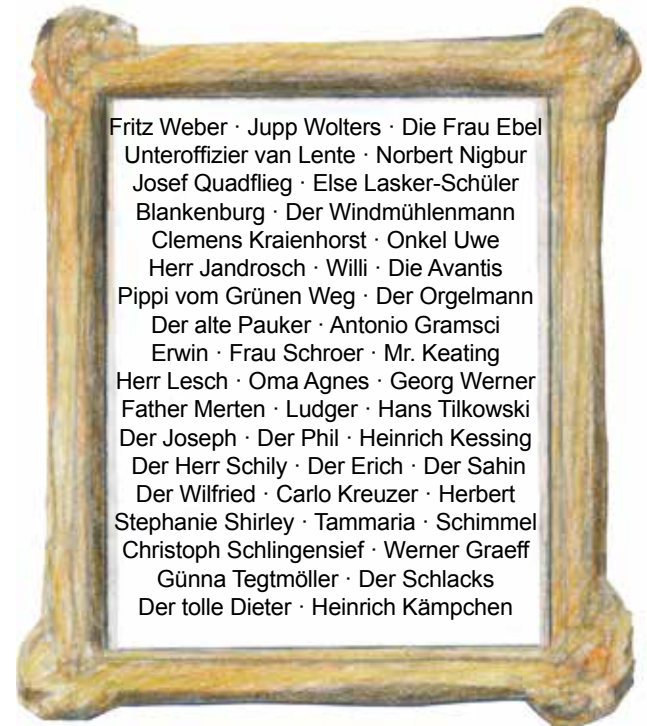 Fritz Weber · Jupp Wolters · Die Frau Ebel
Unteroffizier van Lente · Norbert Nigbur
Josef Quadflieg · Else Lasker-Schüler
Blankenburg · Der Windmühlenmann
Clemens Kraienhorst · Onkel Uwe
Herr Jandrosch · Willi · Die Avantis
Pippi vom Grünen Weg · Der Orgelmann
Der alte Pauker · Antonio Gramsci
Erwin · Frau Schroer · Mr. Keating
Herr Lesch · Oma Agnes · Georg Werner
Father Merten · Ludger · Hans Tilkowski
Der Joseph · Der Phil · Heinrich Kessing
Der Herr Schily · Der Erich · Der Sahin
Der Wilfried · Carlo Kreuzer · Herbert
Stephanie Shirley · Tammaria · Schimmel
Christoph Schlingensief · Werner Graeff
Günna Tegtmöller · Der Schlacks
Der tolle Dieter · Heinrich Kämpchen